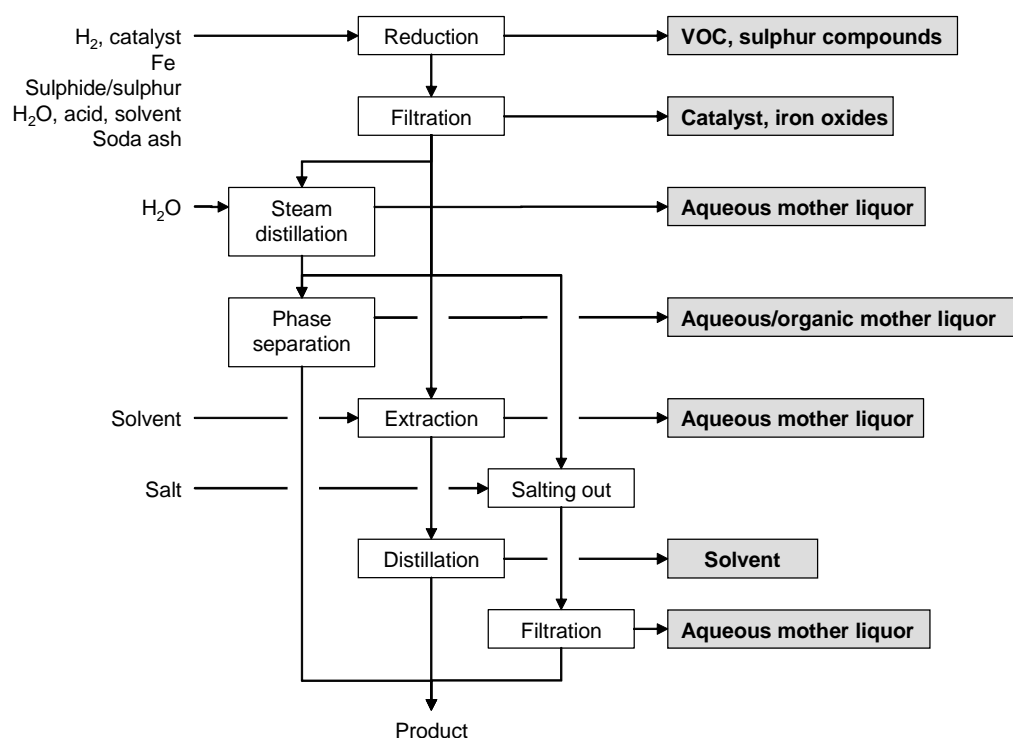 H₂, catalyst
Fe
Sulphide/sulphur
H₂O, acid, solvent
Soda ash
Reduction
VOC, sulphur compounds
Filtration
Catalyst, iron oxides
H₂O
Steam
distillation
Aqueous mother liquor
Phase
separation
Aqueous/organic mother liquor
Solvent
Extraction
Aqueous mother liquor
Salt
Salting out
Distillation
Solvent
Filtration
Aqueous mother liquor
Product